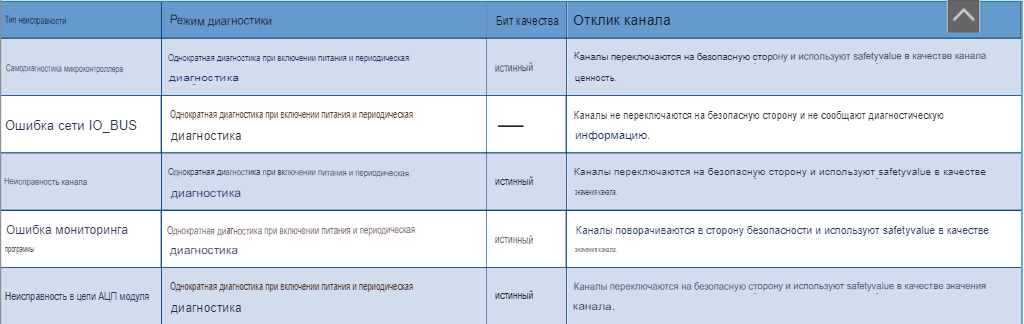 Тип неисправности
Режим диагностики
Бит качества
Отклик канала
Самодиагностика микроконтроллера
Однократная диагностика при включении питания и периодическая
диагностика
истинный
Каналы переключаются на безопасную сторону и используют safetyvalue в качестве канала
ценность.
Ошибка сети IO_BUS
Однократная диагностика при включении питания и периодическая
диагностика
—
Каналы не переключаются на безопасную сторону и не сообщают диагностическую
информацию.
Неисправность канала
Однократная диагностика при включении питания и периодическая
диагностика
истинный
Каналы переключаются на безопасную сторону и используют safetyvalue в качестве
значения канала.
Ошибка мониторинга
программы
Однократная диагностика при включении питания и периодическая
диагностика
истинный
Каналы поворачиваются в сторону безопасности и используют safetyvalue в качестве
значения канала.
Неисправность в цепи АЦП модуля
Однократная диагностика при включении питания и периодическая
диагностика
истинный
Каналы переключаются на безопасную сторону и используют safetyvalue в качестве значения
канала.